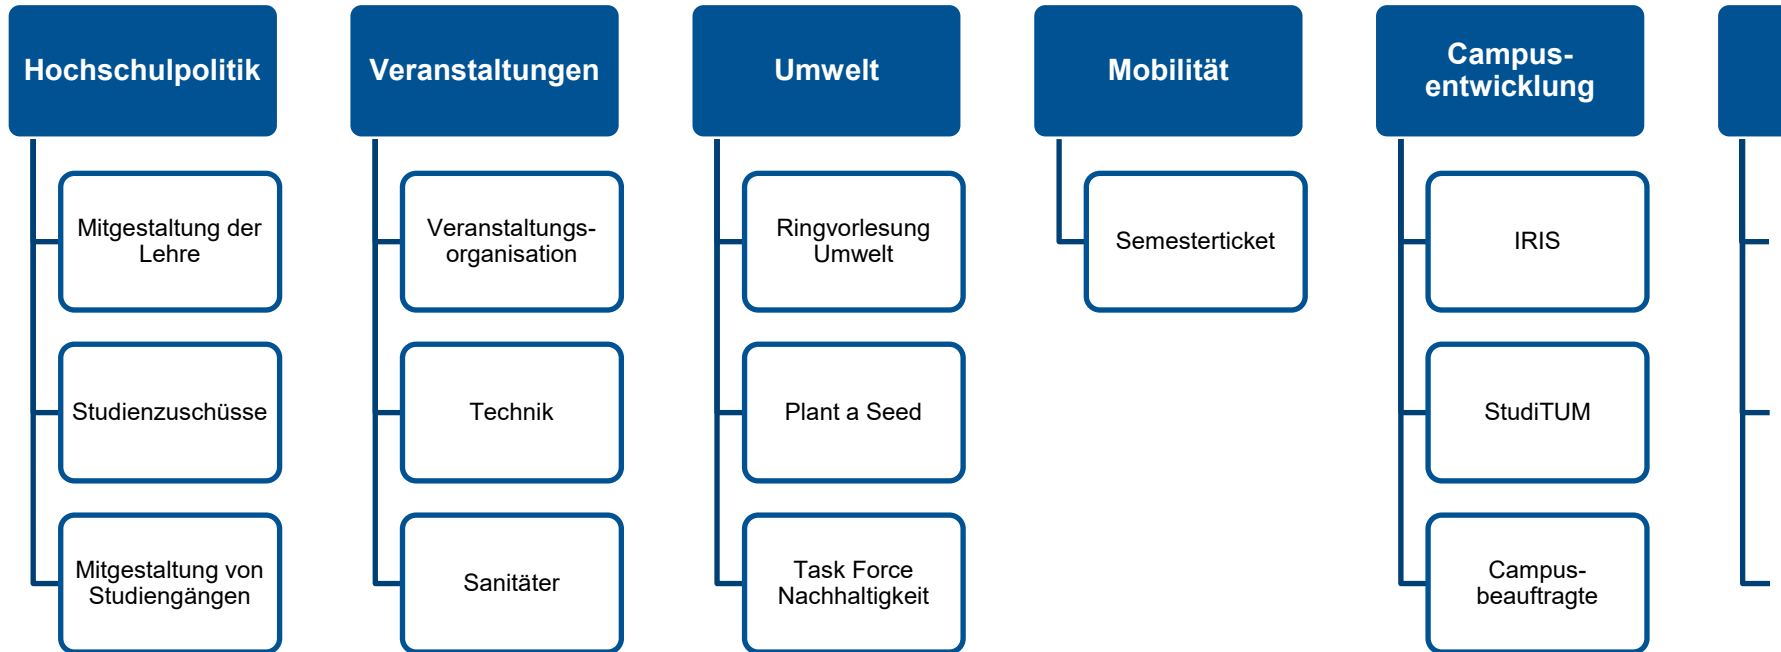 Hochschulpolitik
Mitgestaltung der
Lehre
Studienzuschüsse
Mitgestaltung von
Studiengängen
Veranstaltungen
Veranstaltungs-
organisation
Technik
Sanitäter
Umwelt
Ringvorlesung
Umwelt
Plant a Seed
Task Force
Nachhaltigkeit
Mobilität
Semesterticket
Campus-
entwicklung
IRIS
StudiTUM
Campus-
beauftragte